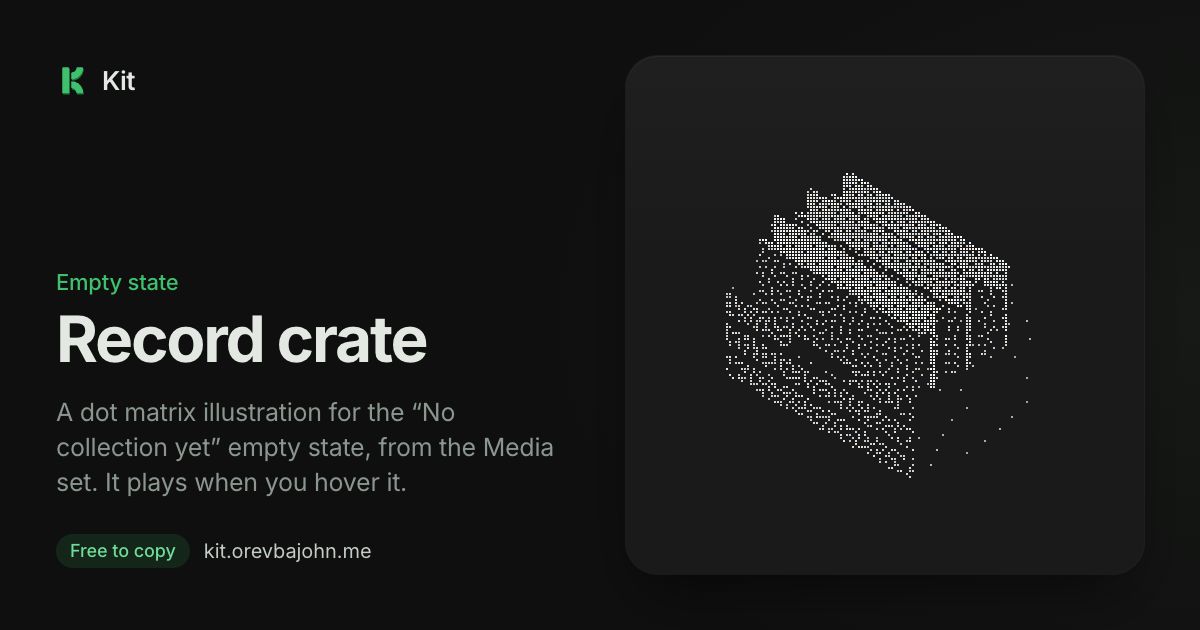 Kit
Empty state
Record crate
A dot matrix illustration for the “No
collection yet” empty state, from the Media
set. It plays when you hover it.
Free to copy
kit.orevbajohn.me